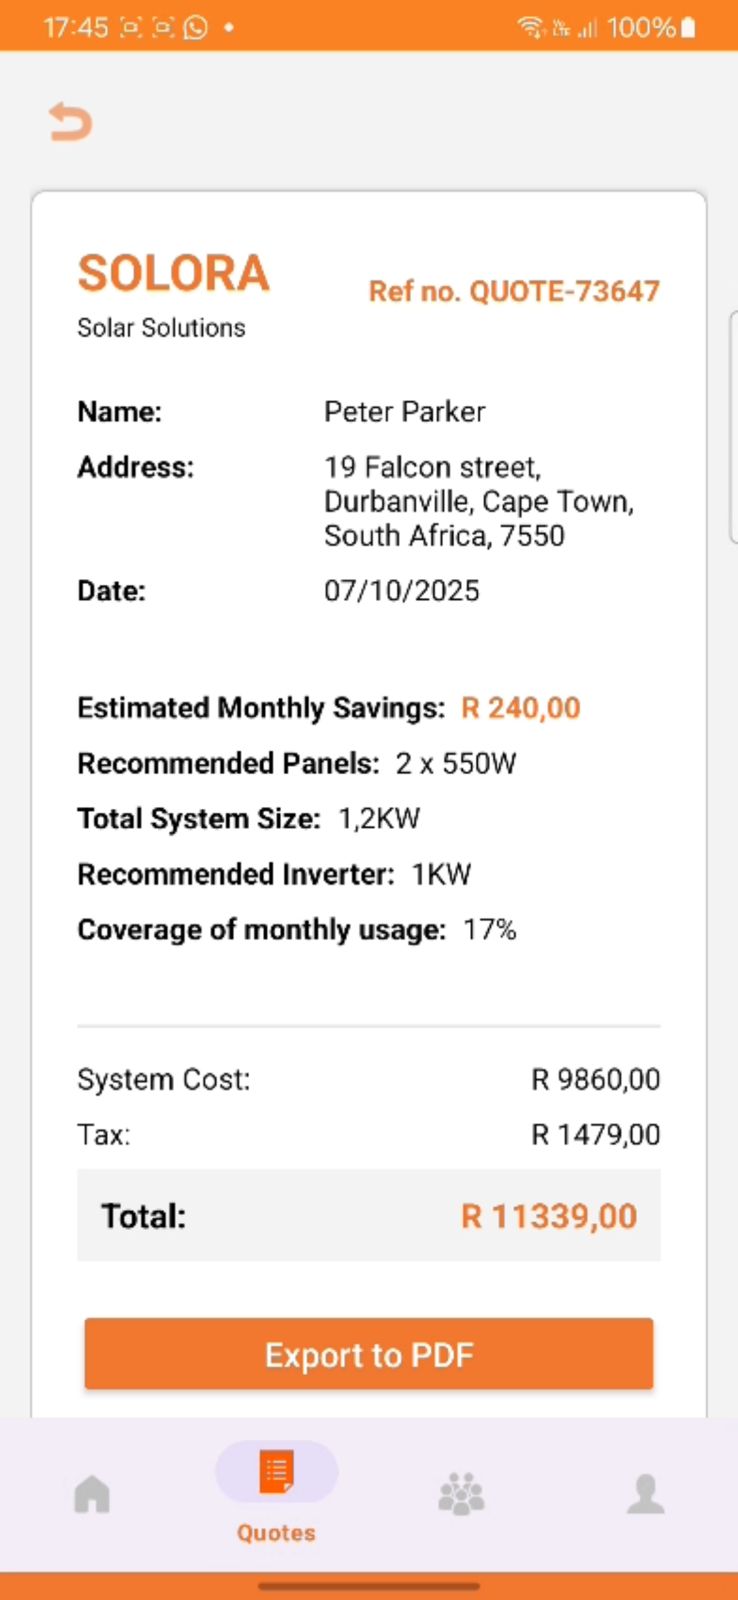 17:45
100%
SOLORA
Ref no. QUOTE-73647
Solar Solutions
Name: Peter Parker
Address: 19 Falcon street,
Durbanville, Cape Town,
South Africa, 7550
Date: 07/10/2025
Estimated Monthly Savings: R 240,00
Recommended Panels: 2 x 550W
Total System Size: 1,2KW
Recommended Inverter: 1KW
Coverage of monthly usage: 17%
System Cost: R 9860,00
Tax: R 1479,00
Total: R 11339,00
Export to PDF
Quotes